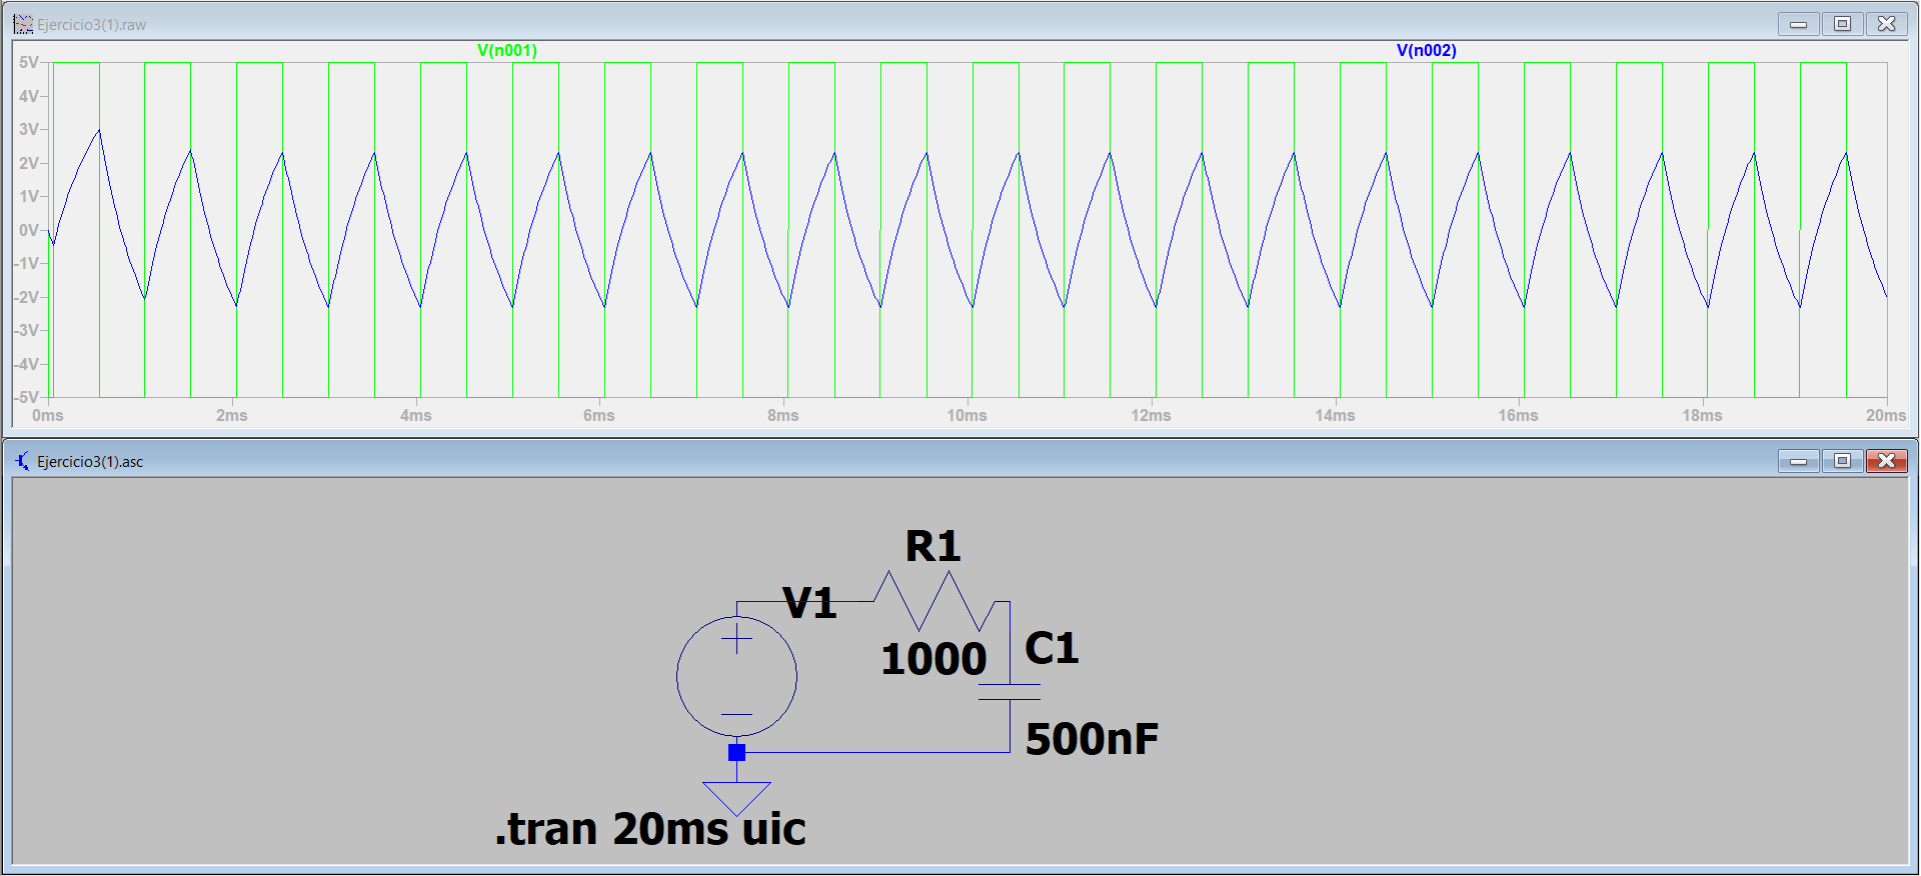 Ejercicio3(1).raw
V(n001) V(n002)
5V
4V
3V
2V
1V
0V
-1V
-2V
-3V
-4V
-5V
0ms 2ms 4ms 6ms 8ms 10ms 12ms 14ms 16ms 18ms 20ms
Ejercicio3(1).asc
R1
V1
1000
C1
500nF
.tran 20ms uic